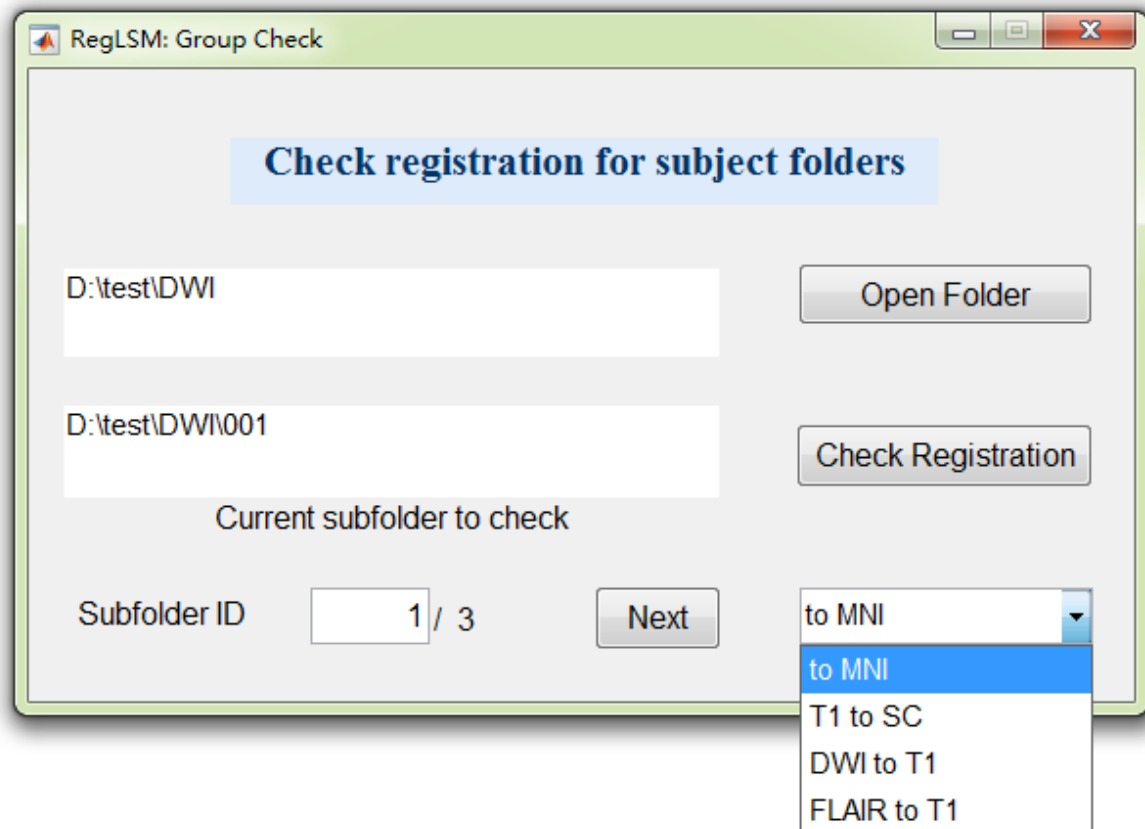 RegLSM: Group Check
Check registration for subject folders
D:\test\DWI
Open Folder
D:\test\DWI\001
Check Registration
Current subfolder to check
Subfolder ID 1 / 3 Next to MNI
to MNI
T1 to SC
DWI to T1
FLAIR to T1